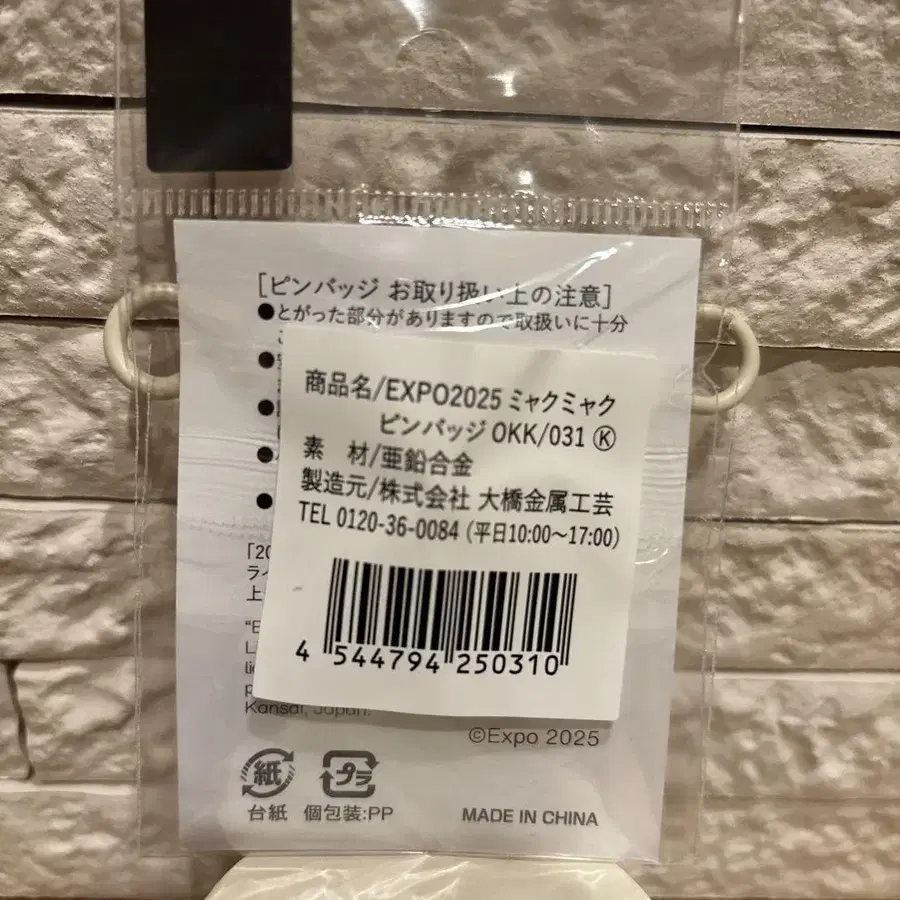 [ピンバッジ お取り扱い上の注意]
●とがった部分がありますので取扱いに十分
商品名/EXPO2025 ミャクミャク
ピンバッジ OKK/031 Ⓚ
素 材/亜鉛合金
製造元/株式会社 大橋金属工芸
TEL 0120-36-0084 (平日10:00〜17:00)
4 544794 250310
「20
ライ
上
"E
L
li
p
Kansai, Japan.
©Expo 2025
紙
プラ
台紙 個包装:PP
MADE IN CHINA